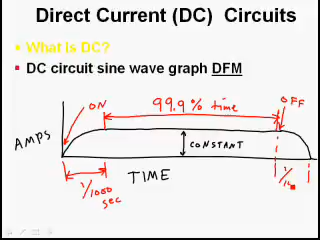 Direct Current (DC) Circuits
What is DC?
DC circuit sine wave graph DFM
ON
99.9% time
OFF
AMPS
CONSTANT
1/1000 SEC
TIME